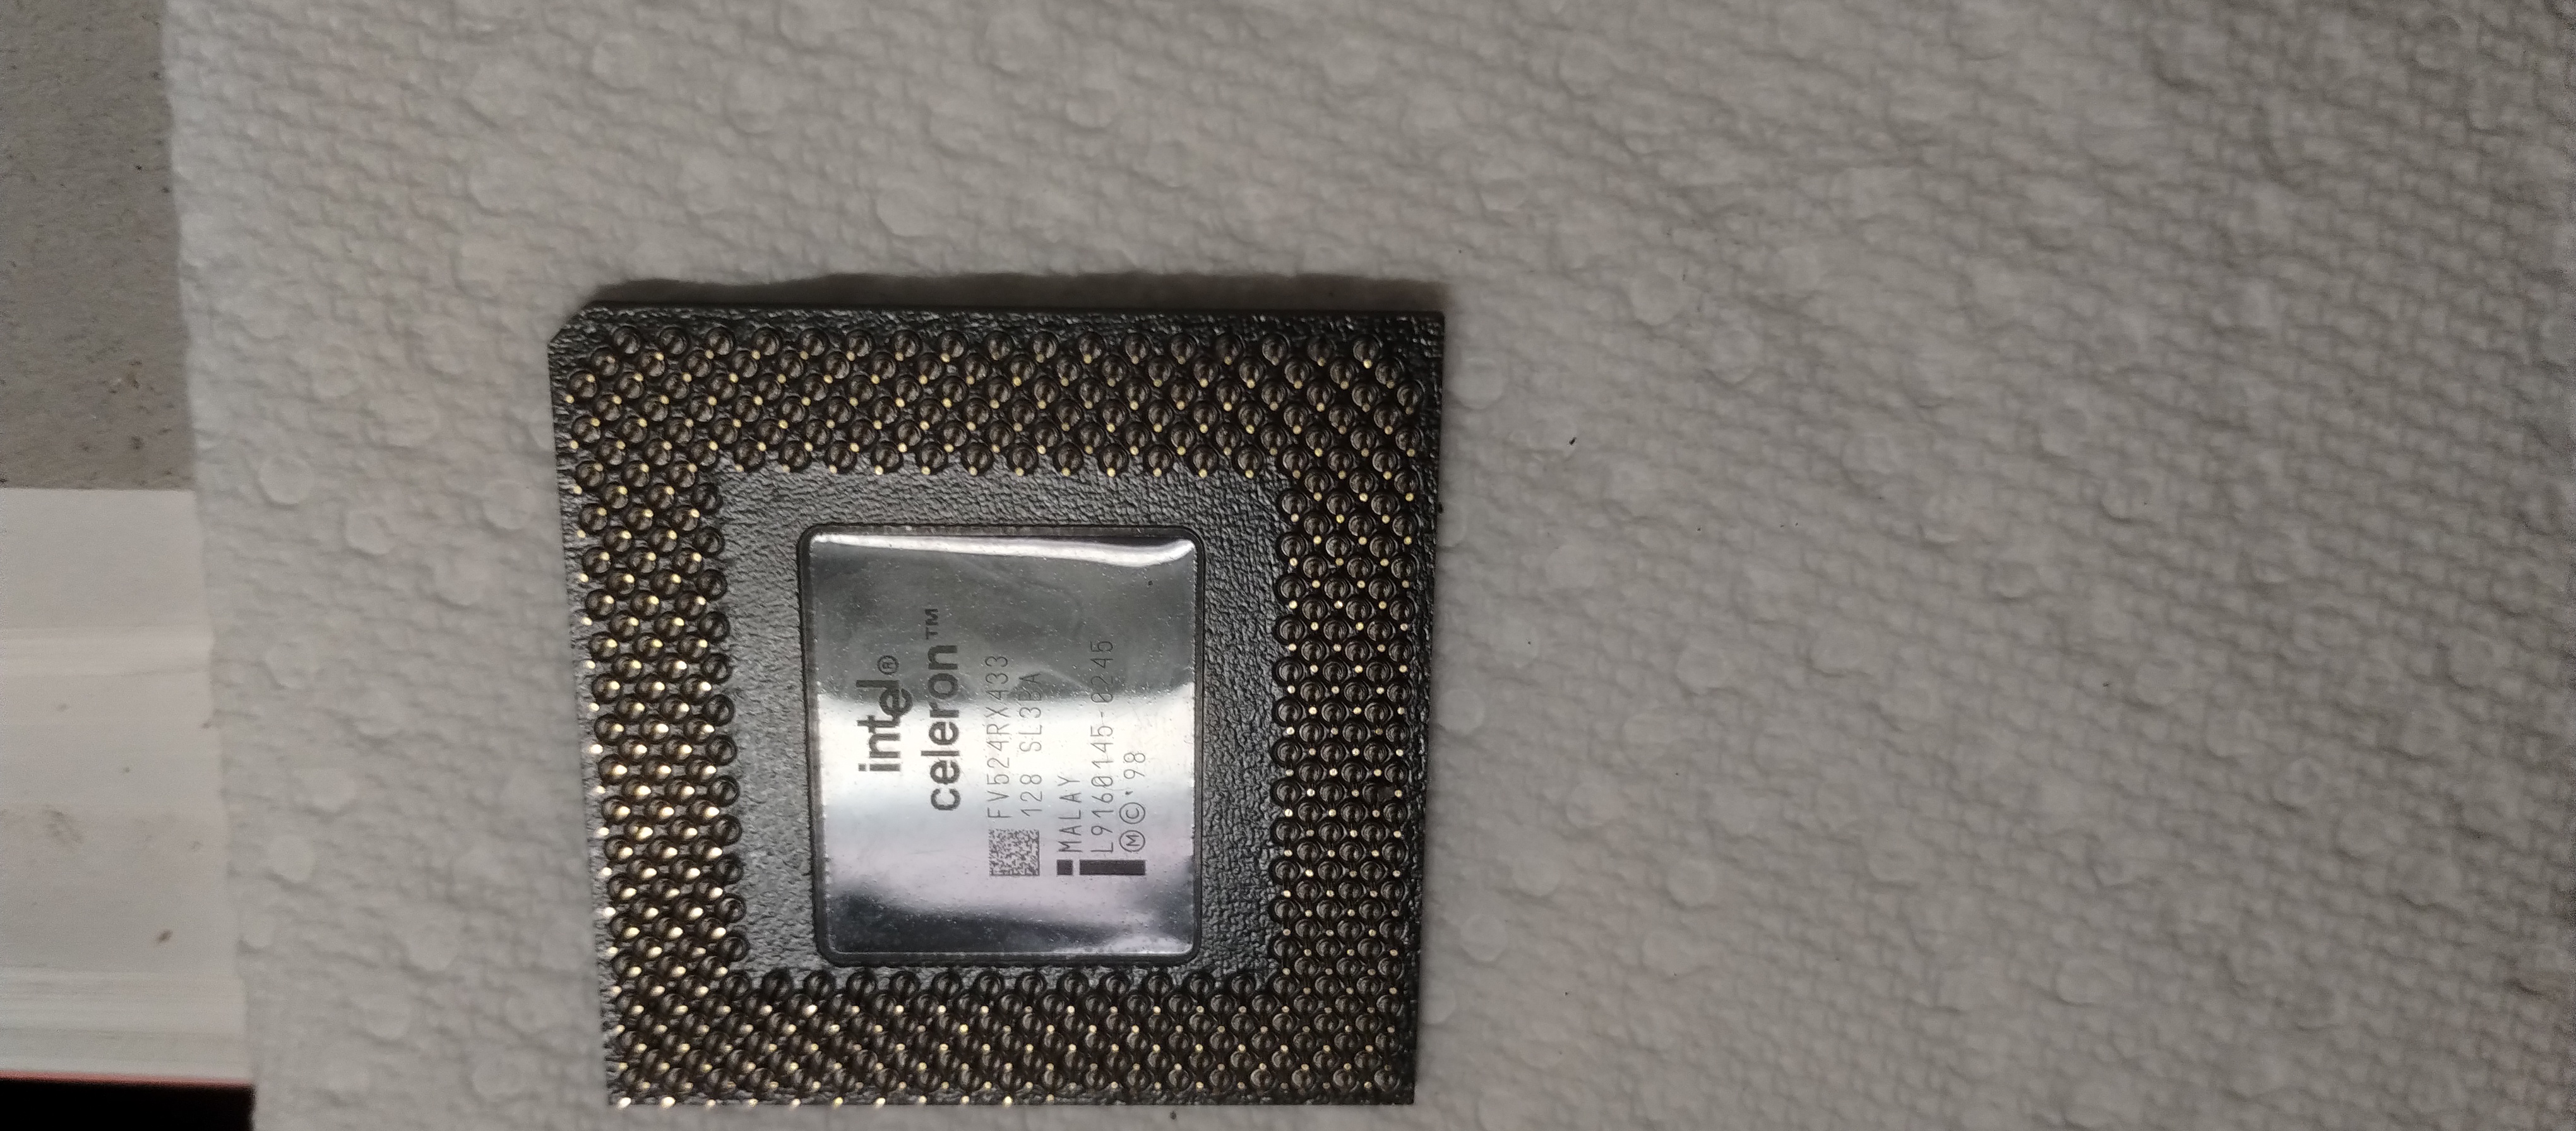 intel®
celeron™
FV524RX433
128 SL3BA
MALAY
L9160145-0245
Ⓜ©'98